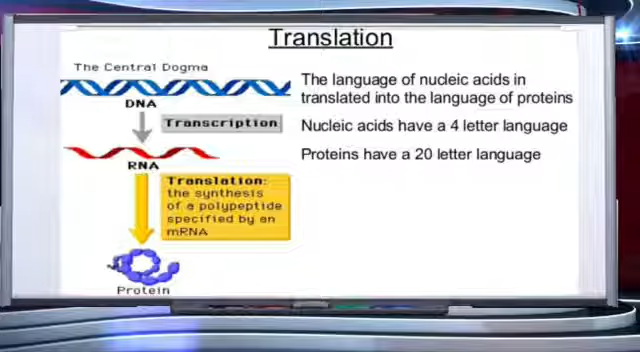 Translation
The Central Dogma
DNA
Transcription
RNA
Translation:
the synthesis
of a polypeptide
specified by an
mRNA
Protein
The language of nucleic acids in
translated into the language of proteins
Nucleic acids have a 4 letter language
Proteins have a 20 letter language